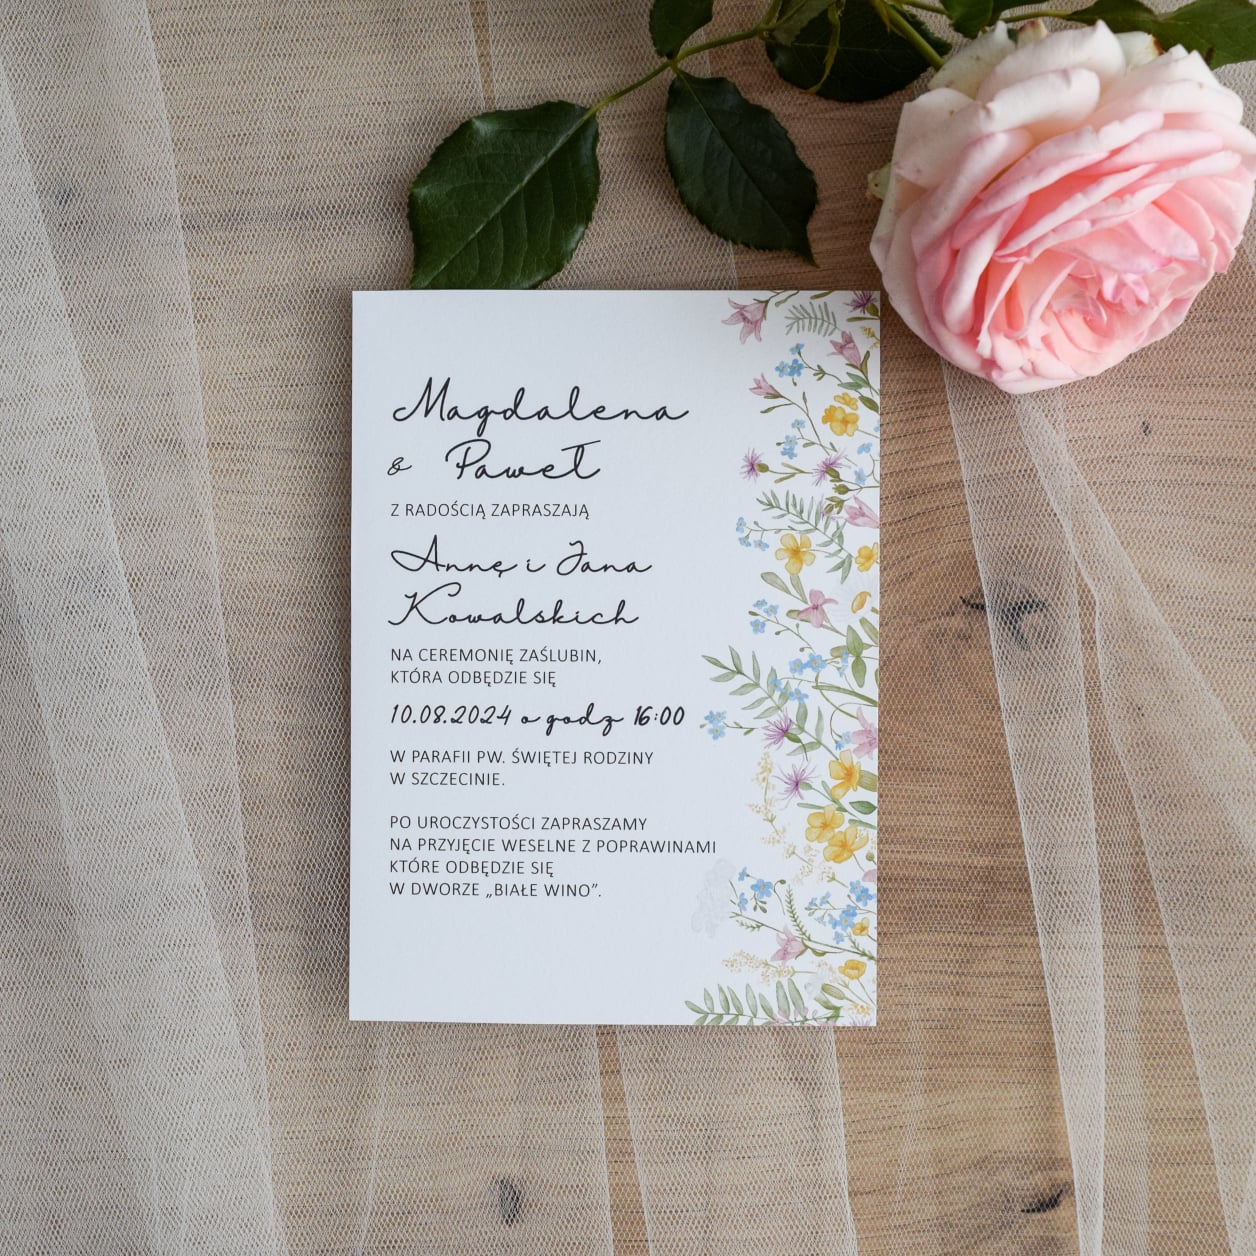 Magdalena
& Paweł
Z RADOŚCIĄ ZAPRASZAJĄ
Annę i Jana
Kowalskich
NA CEREMONIĘ ZAŚLUBIN,
KTÓRA ODBĘDZIE SIĘ
10.08.2024 o godz 16:00
W PARAFII PW. ŚWIĘTEJ RODZINY
W SZCZECINIE.
PO UROCZYSTOŚCI ZAPRASZAMY
NA PRZYJĘCIE WESELNE Z POPRAWINAMI
KTÓRE ODBĘDZIE SIĘ
W DWORZE „BIAŁE WINO”.